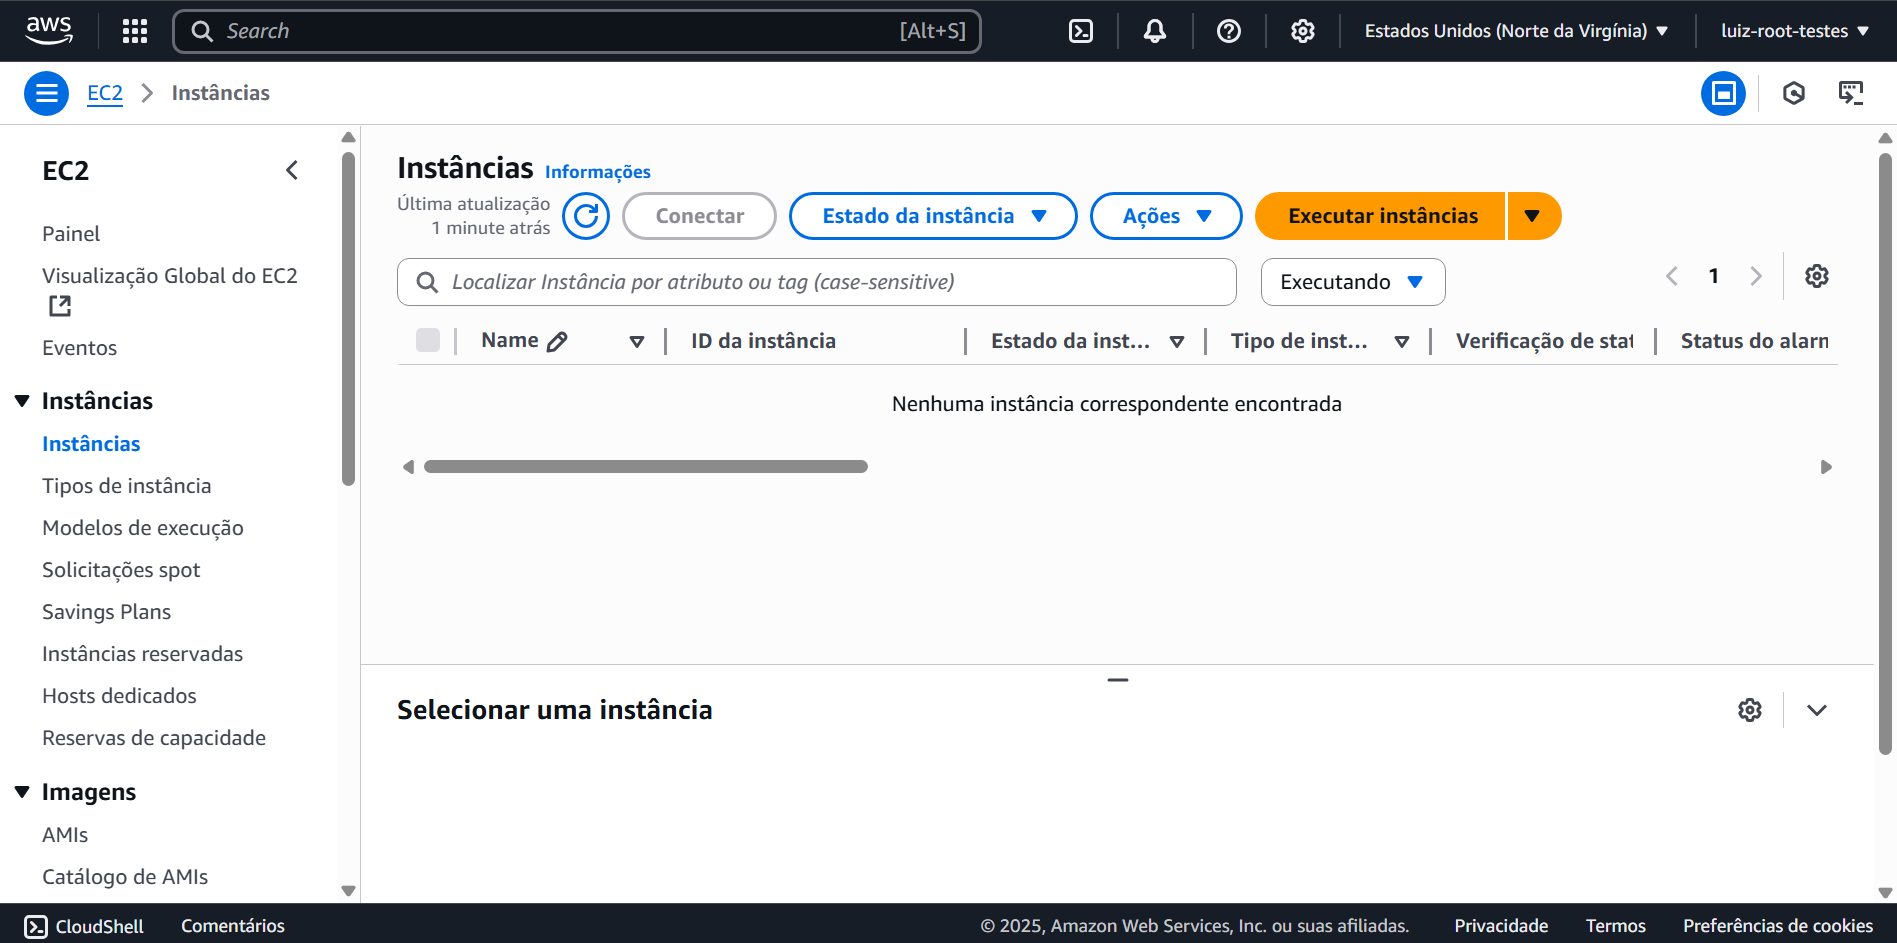 aws
Search
[Alt+S]
Estados Unidos (Norte da Virgínia)
luiz-root-testes
EC2
Instâncias
EC2
Painel
Visualização Global do EC2
Eventos
Instâncias
Instâncias
Tipos de instância
Modelos de execução
Solicitações spot
Savings Plans
Instâncias reservadas
Hosts dedicados
Reservas de capacidade
Imagens
AMIs
Catálogo de AMIs
Instâncias Informações
Última atualização
1 minute atrás
Conectar
Estado da instância
Ações
Executar instâncias
Localizar Instância por atributo ou tag (case-sensitive)
Executando
1
Name
ID da instância
Estado da inst...
Tipo de inst...
Verificação de stat
Status do alarn
Nenhuma instância correspondente encontrada
Selecionar uma instância
CloudShell
Comentários
© 2025, Amazon Web Services, Inc. ou suas afiliadas.
Privacidade
Termos
Preferências de cookies